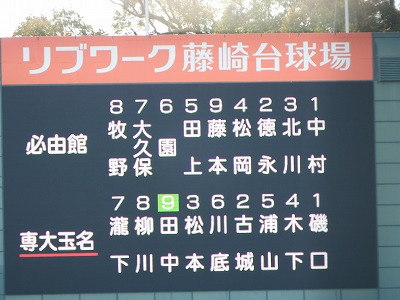 リブワーク藤崎台球場
8 7 6 5 9 4 2 3 1
必由館 牧野 大久保 園 田上 藤本 松岡 徳永 北川 中村
7 8 9 3 6 2 5 4 1
専大玉名 瀧下 柳川 田中 松本 川底 古城 浦山 木下 磯口